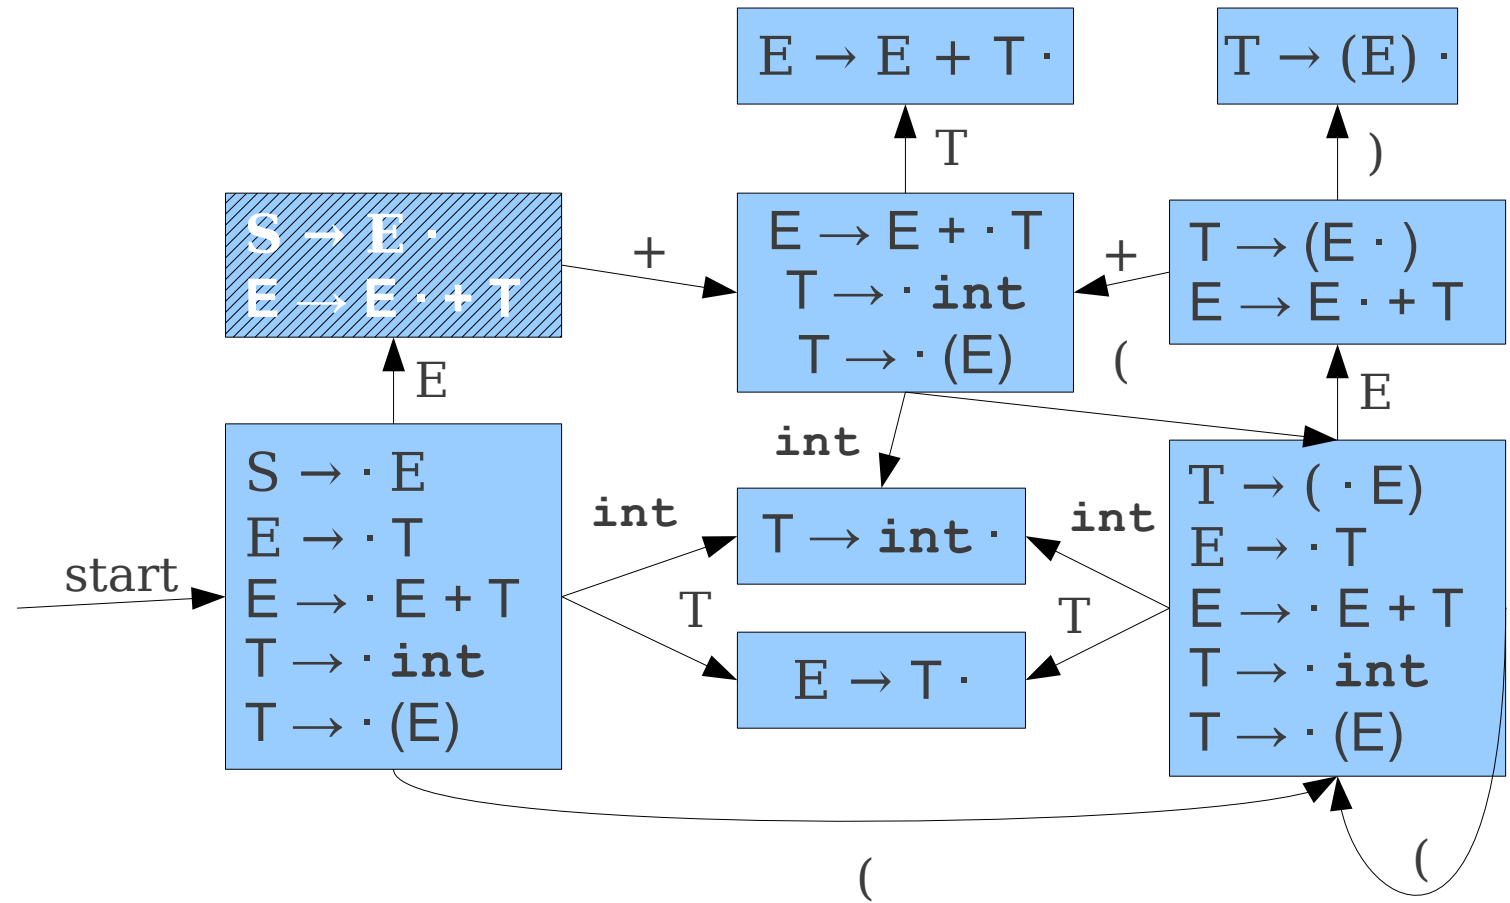 E → E + T ·
T → (E) ·
T
)
S → E ·
E → E · + T
+
E → E + · T
T → · int
T → · (E)
+
T → (E · )
E → E · + T
E
(
E
int
S → · E
E → · T
E → · E + T
T → · int
T → · (E)
start
int
T
T → int ·
E → T ·
int
T
T → ( · E)
E → · T
E → · E + T
T → · int
T → · (E)
(
(